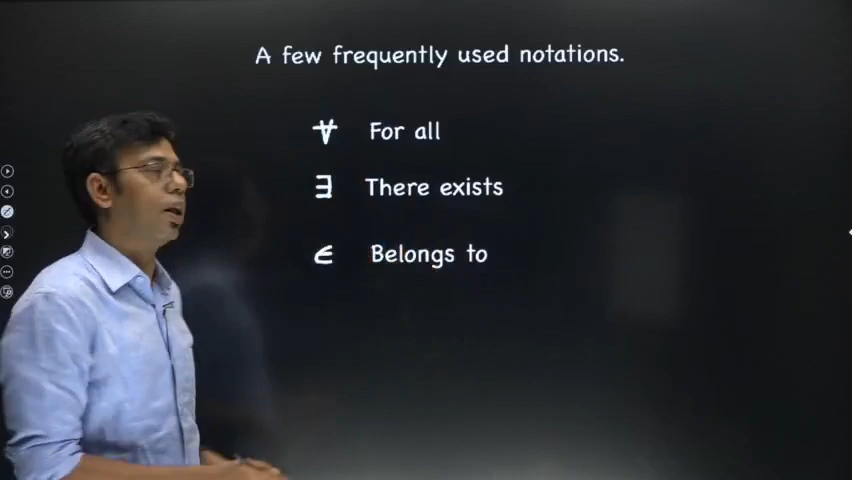 A few frequently used notations.
∀ For all
∃ There exists
∈ Belongs to